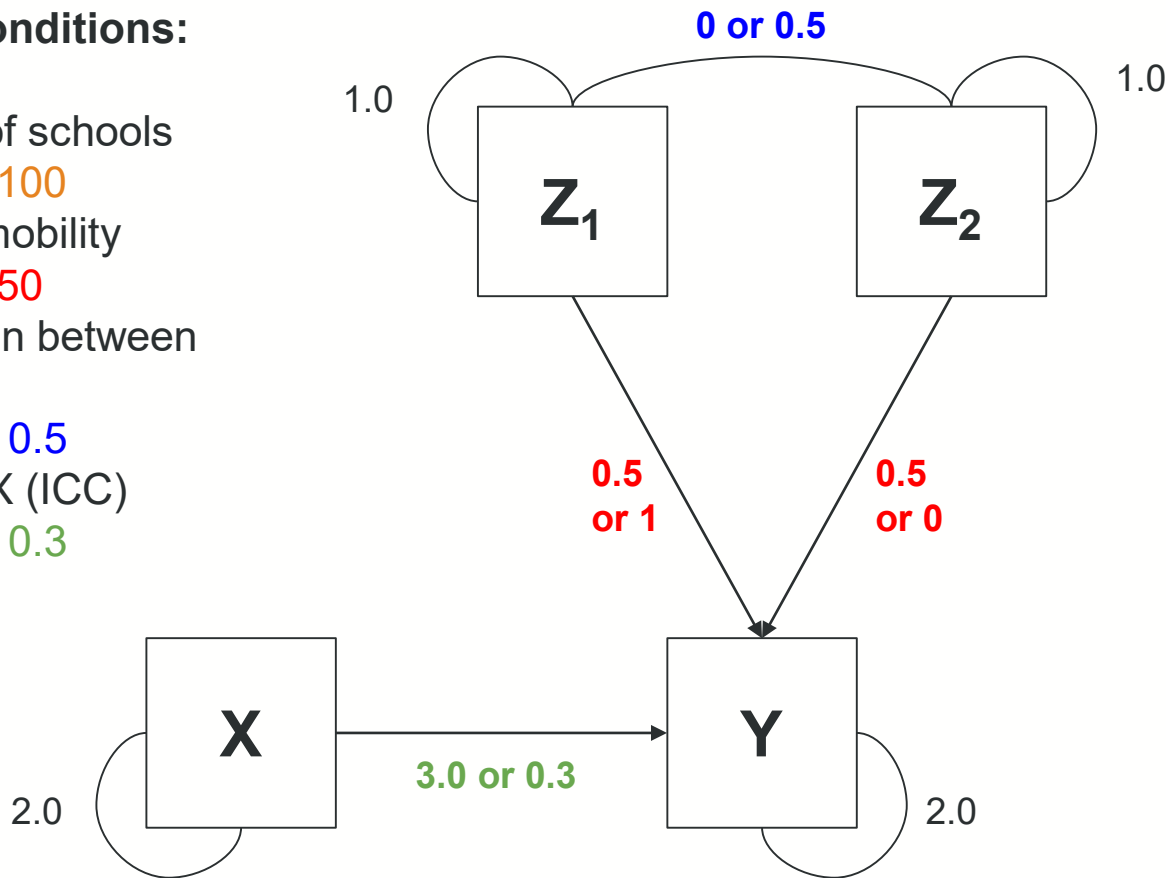 onditions:
of schools
100
nobility
50
n between
0.5
X (ICC)
0.3
0 or 0.5
1.0
1.0
Z₁
Z₂
0.5
or 1
0.5
or 0
X
Y
3.0 or 0.3
2.0
2.0